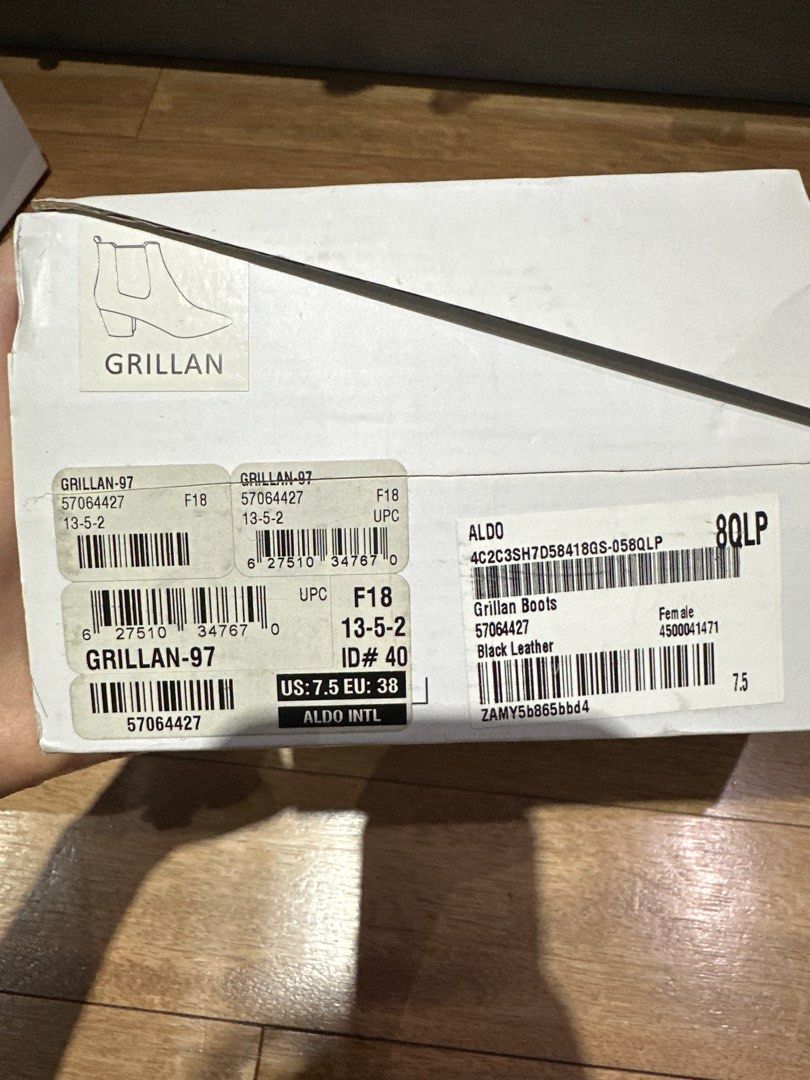 GRILLAN
GRILLAN-97
57064427 F18
13-5-2
GRILLAN-97
57064427 F18
13-5-2 UPC
6 27510 34767 0
UPC
6 27510 34767 0
GRILLAN-97
F18
13-5-2
ID# 40
57064427
US: 7.5 EU: 38
ALDO INTL
ALDO
8QLP
4C2C3SH7D58418GS-058QLP
Grillan Boots
57064427
Black Leather
Female
4500041471
7.5
ZAMY5b865bbd4